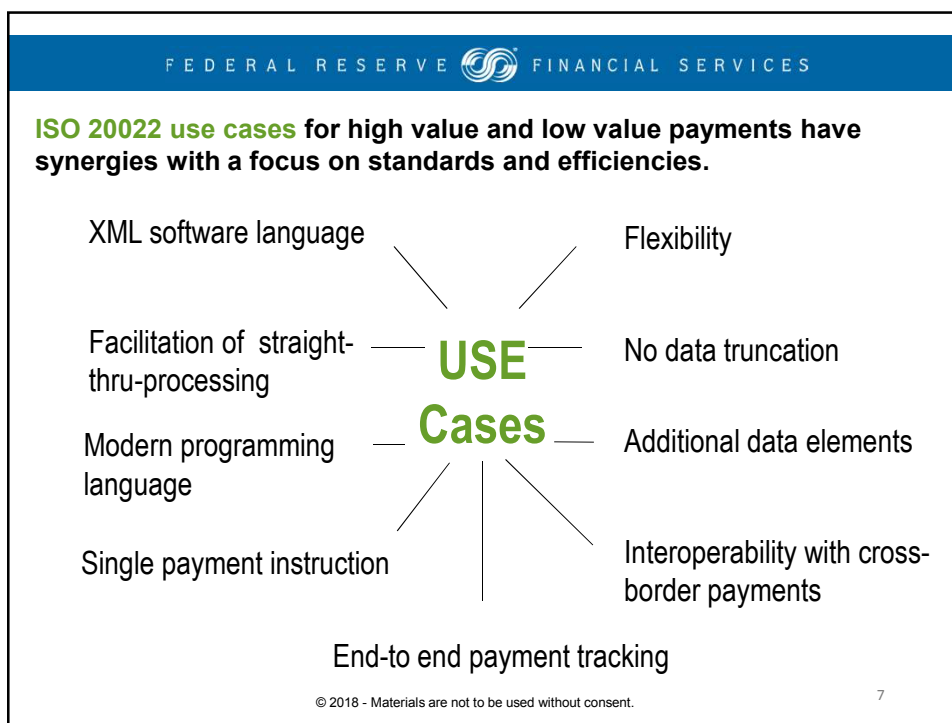 FEDERAL RESERVE FINANCIAL SERVICES
ISO 20022 use cases for high value and low value payments have
synergies with a focus on standards and efficiencies.
XML software language
Flexibility
Facilitation of straight-
thru-processing
USE
Cases
No data truncation
Modern programming
language
Additional data elements
Single payment instruction
Interoperability with cross-
border payments
End-to end payment tracking
© 2018 - Materials are not to be used without consent.
7